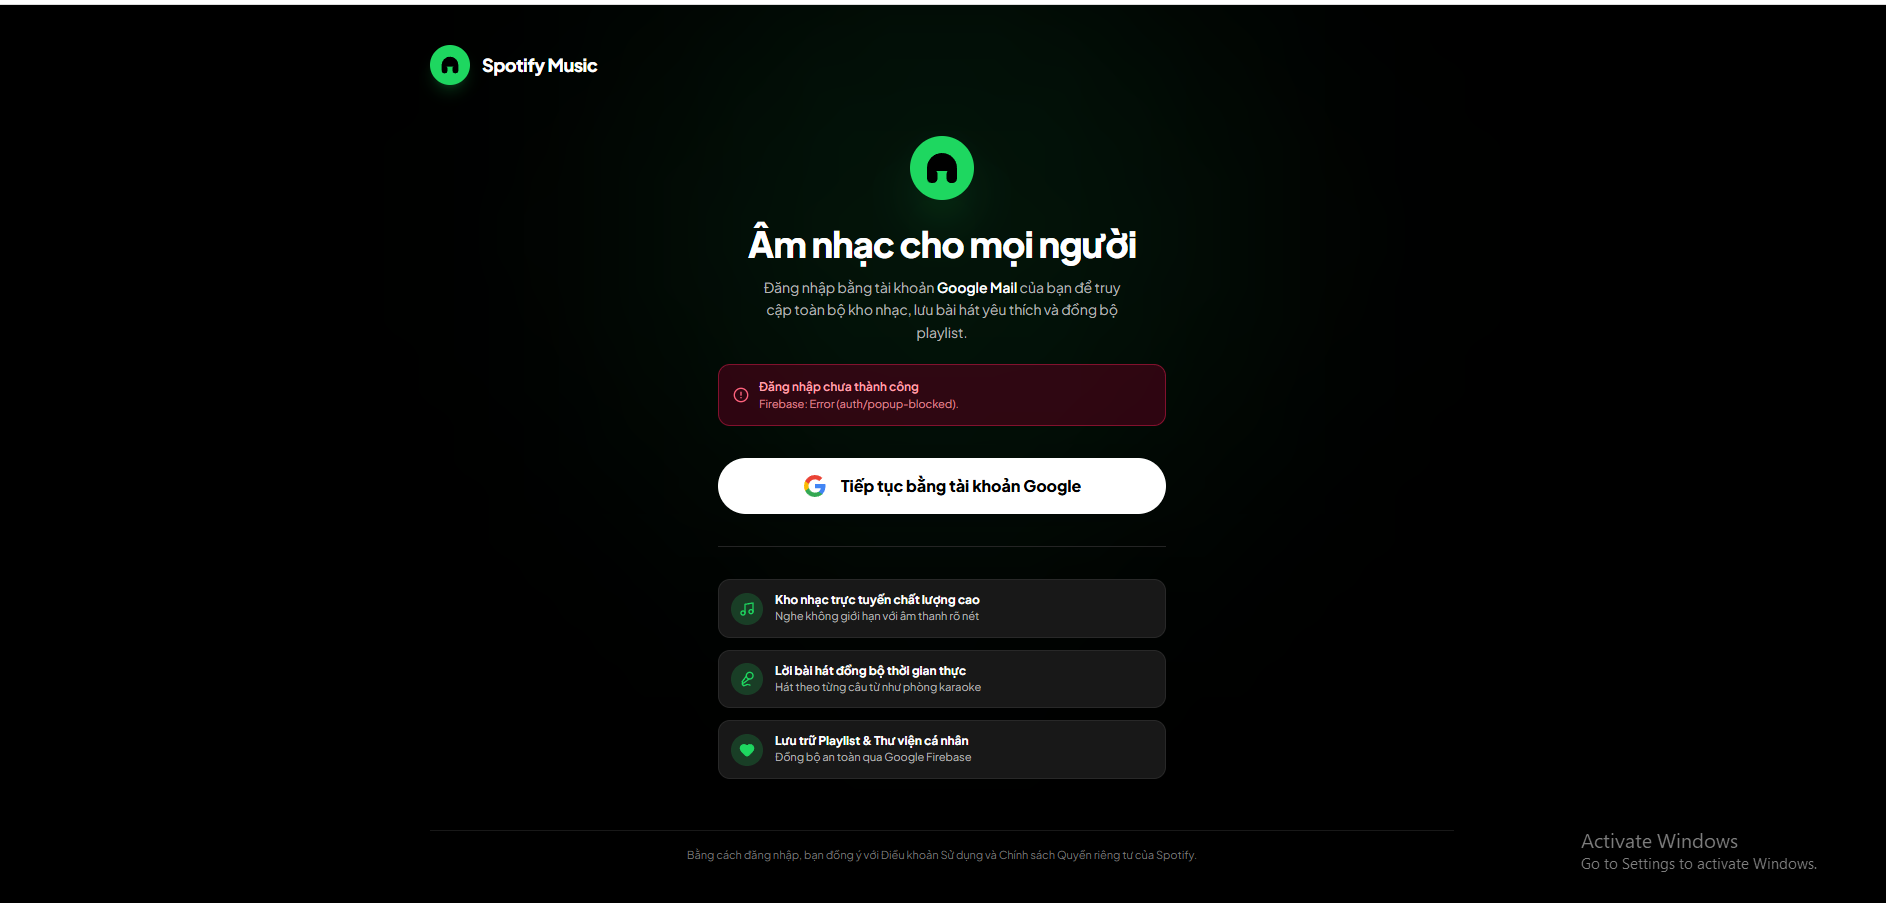 Spotify Music
Âm nhạc cho mọi người
Đăng nhập bằng tài khoản Google Mail của bạn để truy
cập toàn bộ kho nhạc, lưu bài hát yêu thích và đồng bộ
playlist.
Đăng nhập chưa thành công
Firebase: Error (auth/popup-blocked).
Tiếp tục bằng tài khoản Google
Kho nhạc trực tuyến chất lượng cao
Nghe không giới hạn với âm thanh rõ nét
Lời bài hát đồng bộ thời gian thực
Hát theo từng câu từ như phòng karaoke
Lưu trữ Playlist & Thư viện cá nhân
Đồng bộ an toàn qua Google Firebase
Bằng cách đăng nhập, bạn đồng ý với Điều khoản Sử dụng và Chính sách Quyền riêng tư của Spotify.
Activate Windows
Go to Settings to activate Windows.